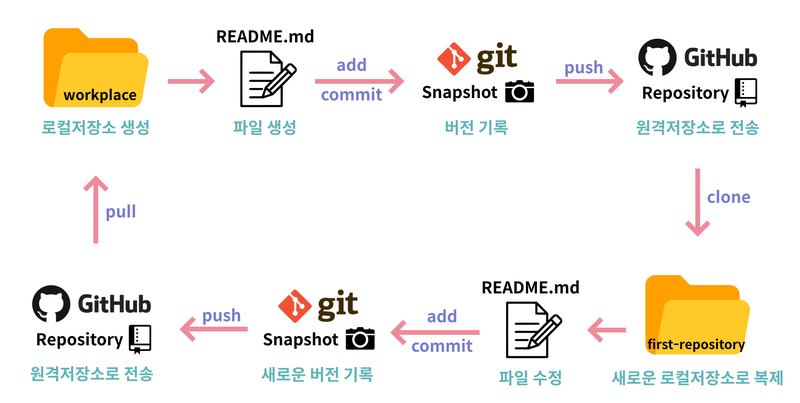 workplace
로컬저장소 생성
README.md
파일 생성
add
commit
git
Snapshot
버전 기록
push
GitHub
Repository
원격저장소로 전송
clone
first-repository
새로운 로컬저장소로 복제
README.md
파일 수정
add
commit
git
Snapshot
새로운 버전 기록
push
GitHub
Repository
원격저장소로 전송
pull